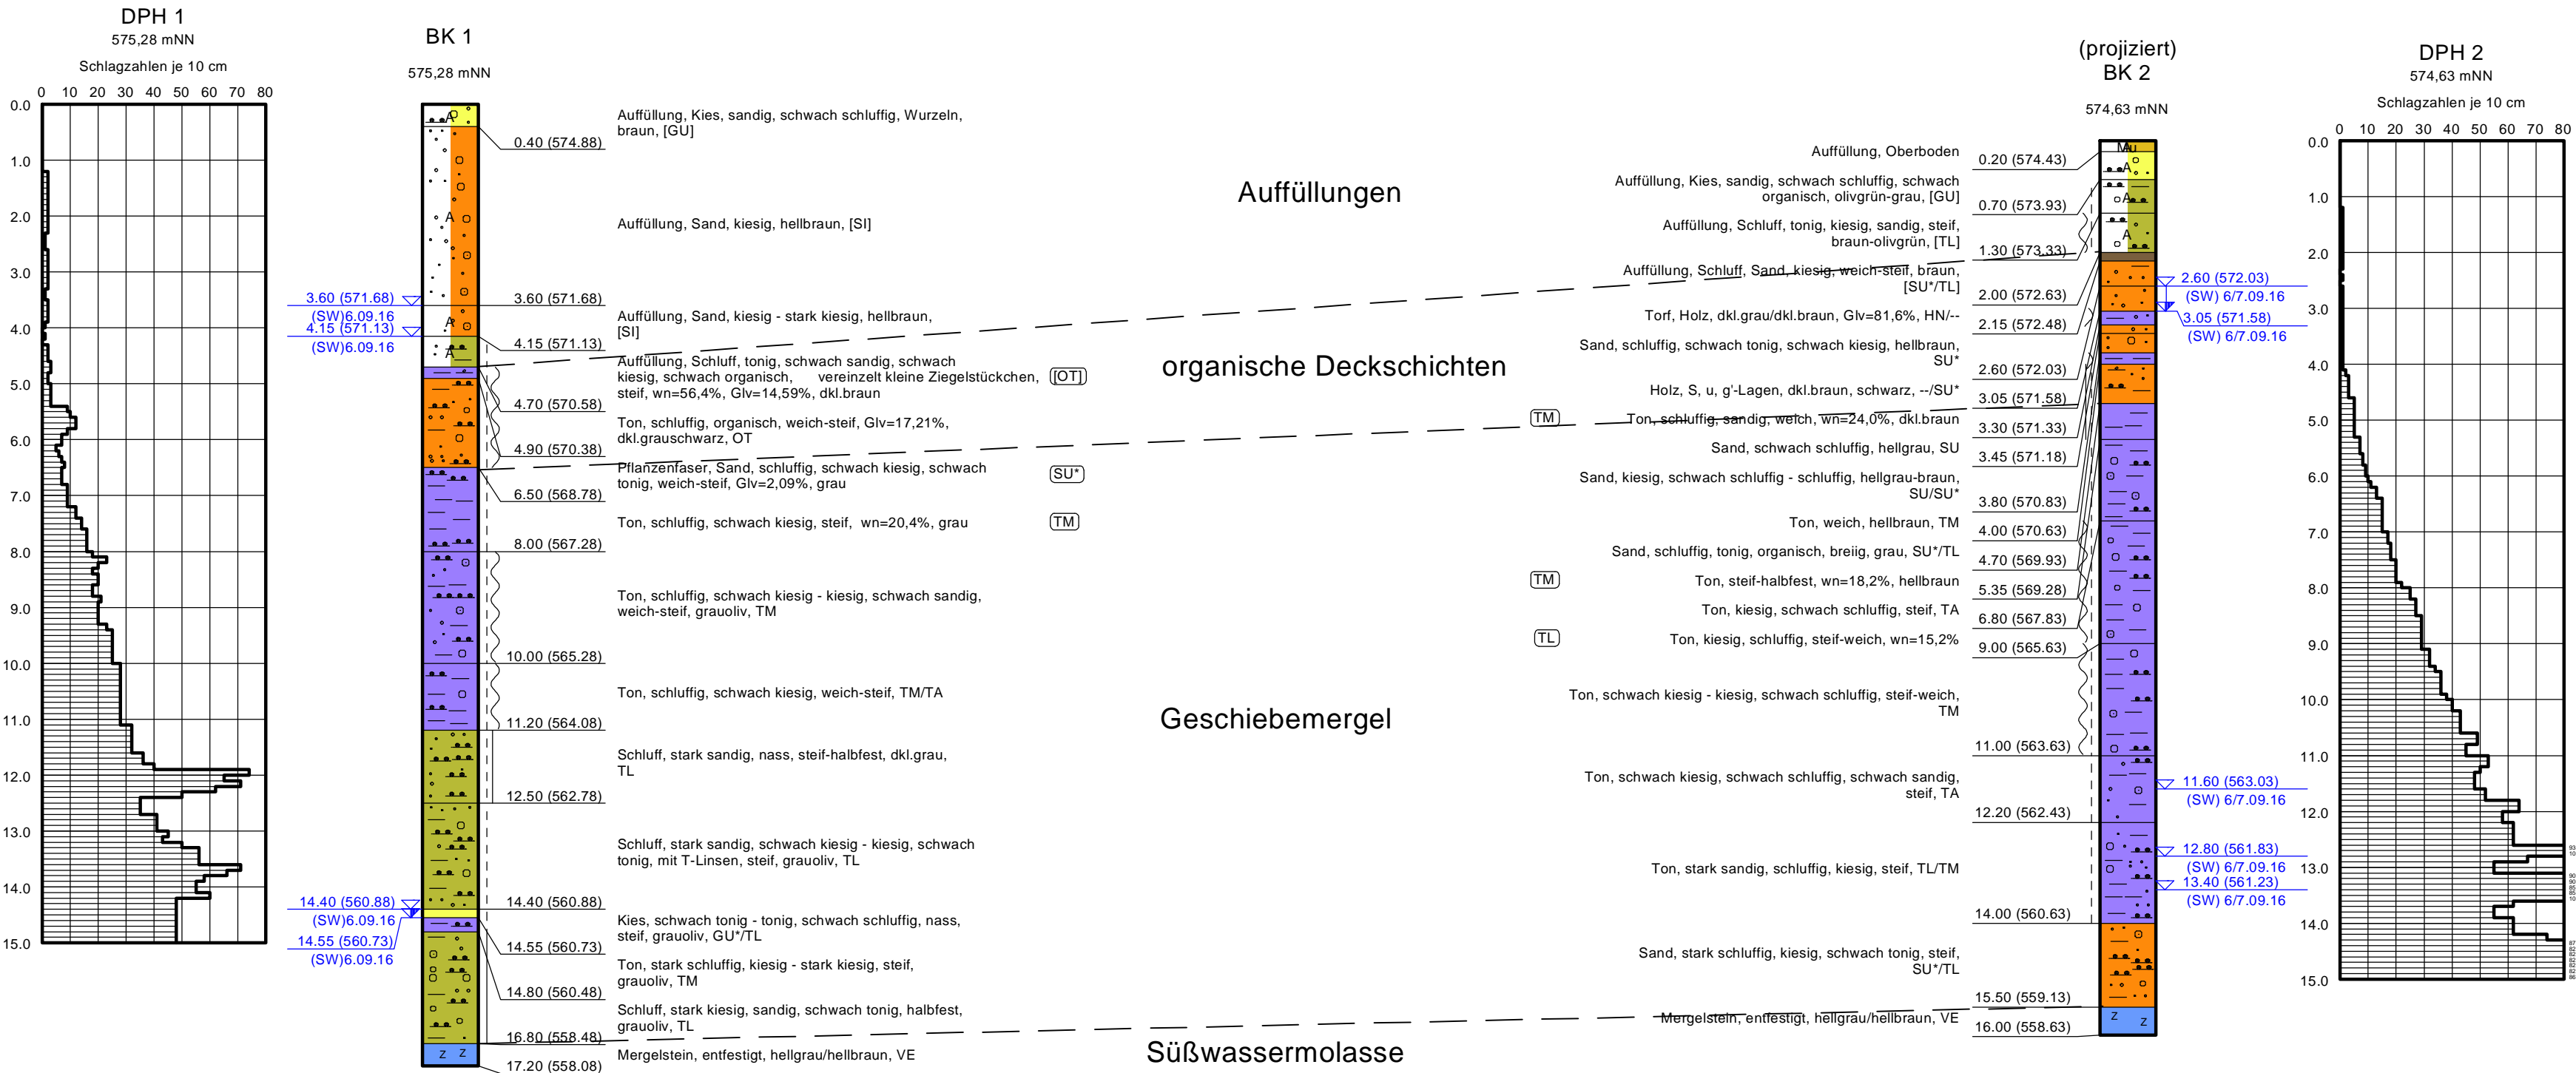 DPH 1
575,28 mNN
Schlagzahlen je 10 cm
0 10 20 30 40 50 60 70 80
0.0
1.0
2.0
3.0
4.0
5.0
6.0
7.0
8.0
9.0
10.0
11.0
12.0
13.0
14.0
15.0
BK 1
575,28 mNN
3.60 (571.68)
(SW)6.09.16
4.15 (571.13)
(SW)6.09.16
14.40 (560.88)
(SW)6.09.16
14.55 (560.73)
(SW)6.09.16
A
A
A
A
Z Z
0.40 (574.88)
3.60 (571.68)
4.15 (571.13)
4.70 (570.58)
4.90 (570.38)
6.50 (568.78)
8.00 (567.28)
10.00 (565.28)
11.20 (564.08)
12.50 (562.78)
14.40 (560.88)
14.55 (560.73)
14.80 (560.48)
16.80 (558.48)
17.20 (558.08)
Auffüllung, Kies, sandig, schwach schluffig, Wurzeln,
braun, [GU]
Auffüllung, Sand, kiesig, hellbraun, [SI]
Auffüllung, Sand, kiesig - stark kiesig, hellbraun,
[SI]
Auffüllung, Schluff, tonig, schwach sandig, schwach
kiesig, schwach organisch, vereinzelt kleine Ziegelstückchen, [OT]
steif, wn=56,4%, Glv=14,59%, dkl.braun
Ton, schluffig, organisch, weich-steif, Glv=17,21%,
dkl.grauschwarz, OT
Pflanzenfaser, Sand, schluffig, schwach kiesig, schwach
tonig, weich-steif, Glv=2,09%, grau SU*
Ton, schluffig, schwach kiesig, steif, wn=20,4%, grau TM
Ton, schluffig, schwach kiesig - kiesig, schwach sandig,
weich-steif, grauoliv, TM
Ton, schluffig, schwach kiesig, weich-steif, TM/TA
Schluff, stark sandig, nass, steif-halbfest, dkl.grau,
TL
Schluff, stark sandig, schwach kiesig - kiesig, schwach
tonig, mit T-Linsen, steif, grauoliv, TL
Kies, schwach tonig - tonig, schwach schluffig, nass,
steif, grauoliv, GU*/TL
Ton, stark schluffig, kiesig - stark kiesig, steif,
grauoliv, TM
Schluff, stark kiesig, sandig, schwach tonig, halbfest,
grauoliv, TL
Mergelstein, entfestigt, hellgrau/hellbraun, VE
Auffüllungen
organische Deckschichten
Geschiebemergel
Süßwassermolasse
(projiziert)
BK 2
574,63 mNN
Auffüllung, Oberboden
Auffüllung, Kies, sandig, schwach schluffig, schwach
organisch, olivgrün-grau, [GU]
Auffüllung, Schluff, tonig, kiesig, sandig, steif,
braun-olivgrün, [TL]
Auffüllung, Schluff, Sand, kiesig, weich-steif, braun,
[SU*/TL]
Torf, Holz, dkl.grau/dkl.braun, Glv=81,6%, HN/--
Sand, schluffig, schwach tonig, schwach kiesig, hellbraun,
SU*
Holz, S, u, g'-Lagen, dkl.braun, schwarz, --/SU*
TM Ton, schluffig, sandig, weich, wn=24,0%, dkl.braun
Sand, schwach schluffig, hellgrau, SU
Sand, kiesig, schwach schluffig - schluffig, hellgrau-braun,
SU/SU*
Ton, weich, hellbraun, TM
Sand, schluffig, tonig, organisch, breiig, grau, SU*/TL
TM Ton, steif-halbfest, wn=18,2%, hellbraun
Ton, kiesig, schwach schluffig, steif, TA
TL Ton, kiesig, schluffig, steif-weich, wn=15,2%
Ton, schwach kiesig - kiesig, schwach schluffig, steif-weich,
TM
Ton, schwach kiesig, schwach schluffig, schwach sandig,
steif, TA
Ton, stark sandig, schluffig, kiesig, steif, TL/TM
Sand, stark schluffig, kiesig, schwach tonig, steif,
SU*/TL
Mergelstein, entfestigt, hellgrau/hellbraun, VE
0.20 (574.43)
0.70 (573.93)
1.30 (573.33)
2.00 (572.63)
2.15 (572.48)
2.60 (572.03)
3.05 (571.58)
3.30 (571.33)
3.45 (571.18)
3.80 (570.83)
4.00 (570.63)
4.70 (569.93)
5.35 (569.28)
6.80 (567.83)
9.00 (565.63)
11.00 (563.63)
12.20 (562.43)
14.00 (560.63)
15.50 (559.13)
16.00 (558.63)
A
A
A
Z Z
2.60 (572.03)
(SW) 6/7.09.16
3.05 (571.58)
(SW) 6/7.09.16
11.60 (563.03)
(SW) 6/7.09.16
12.80 (561.83)
(SW) 6/7.09.16
13.40 (561.23)
(SW) 6/7.09.16
DPH 2
574,63 mNN
Schlagzahlen je 10 cm
0 10 20 30 40 50 60 70 80
0.0
1.0
2.0
3.0
4.0
5.0
6.0
7.0
8.0
9.0
10.0
11.0
12.0
13.0
14.0
15.0